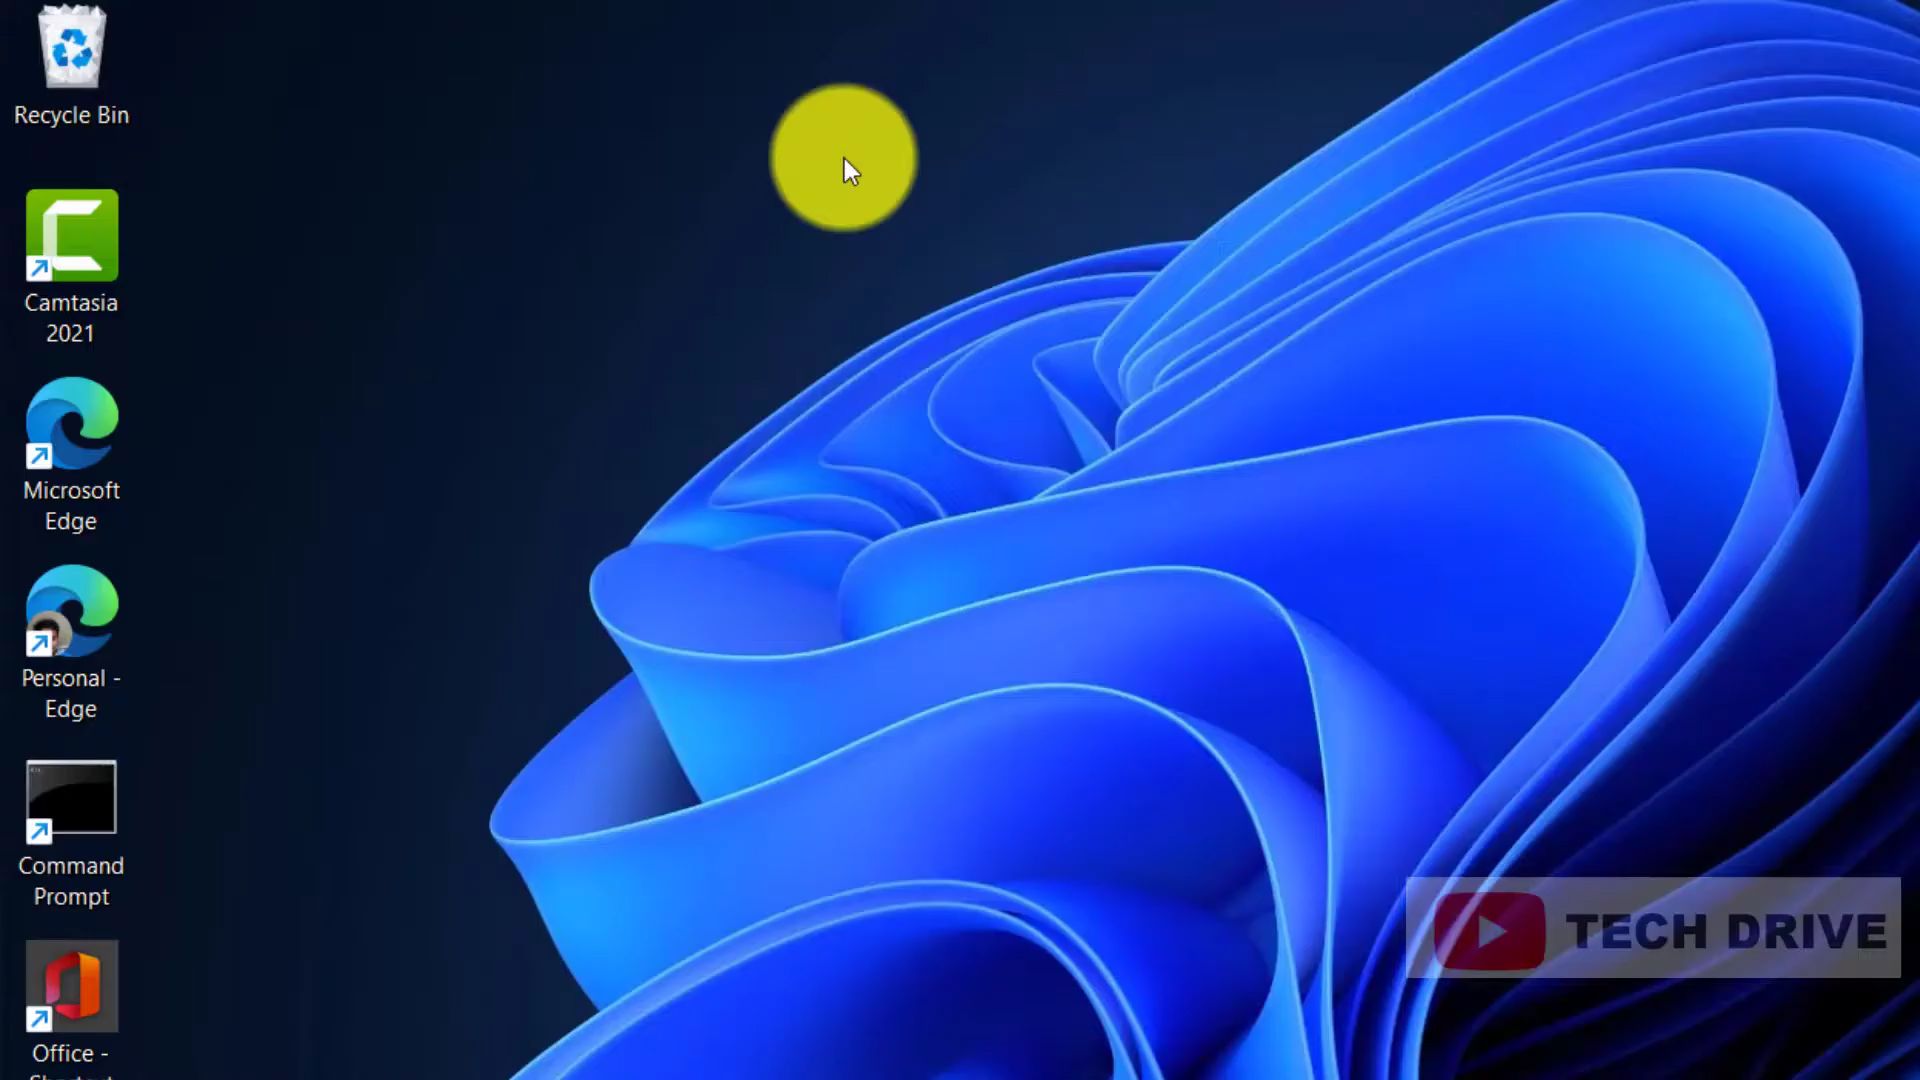 Recycle Bin
Camtasia
2021
Microsoft
Edge
Personal -
Edge
Command
Prompt
Office -
TECH DRIVE